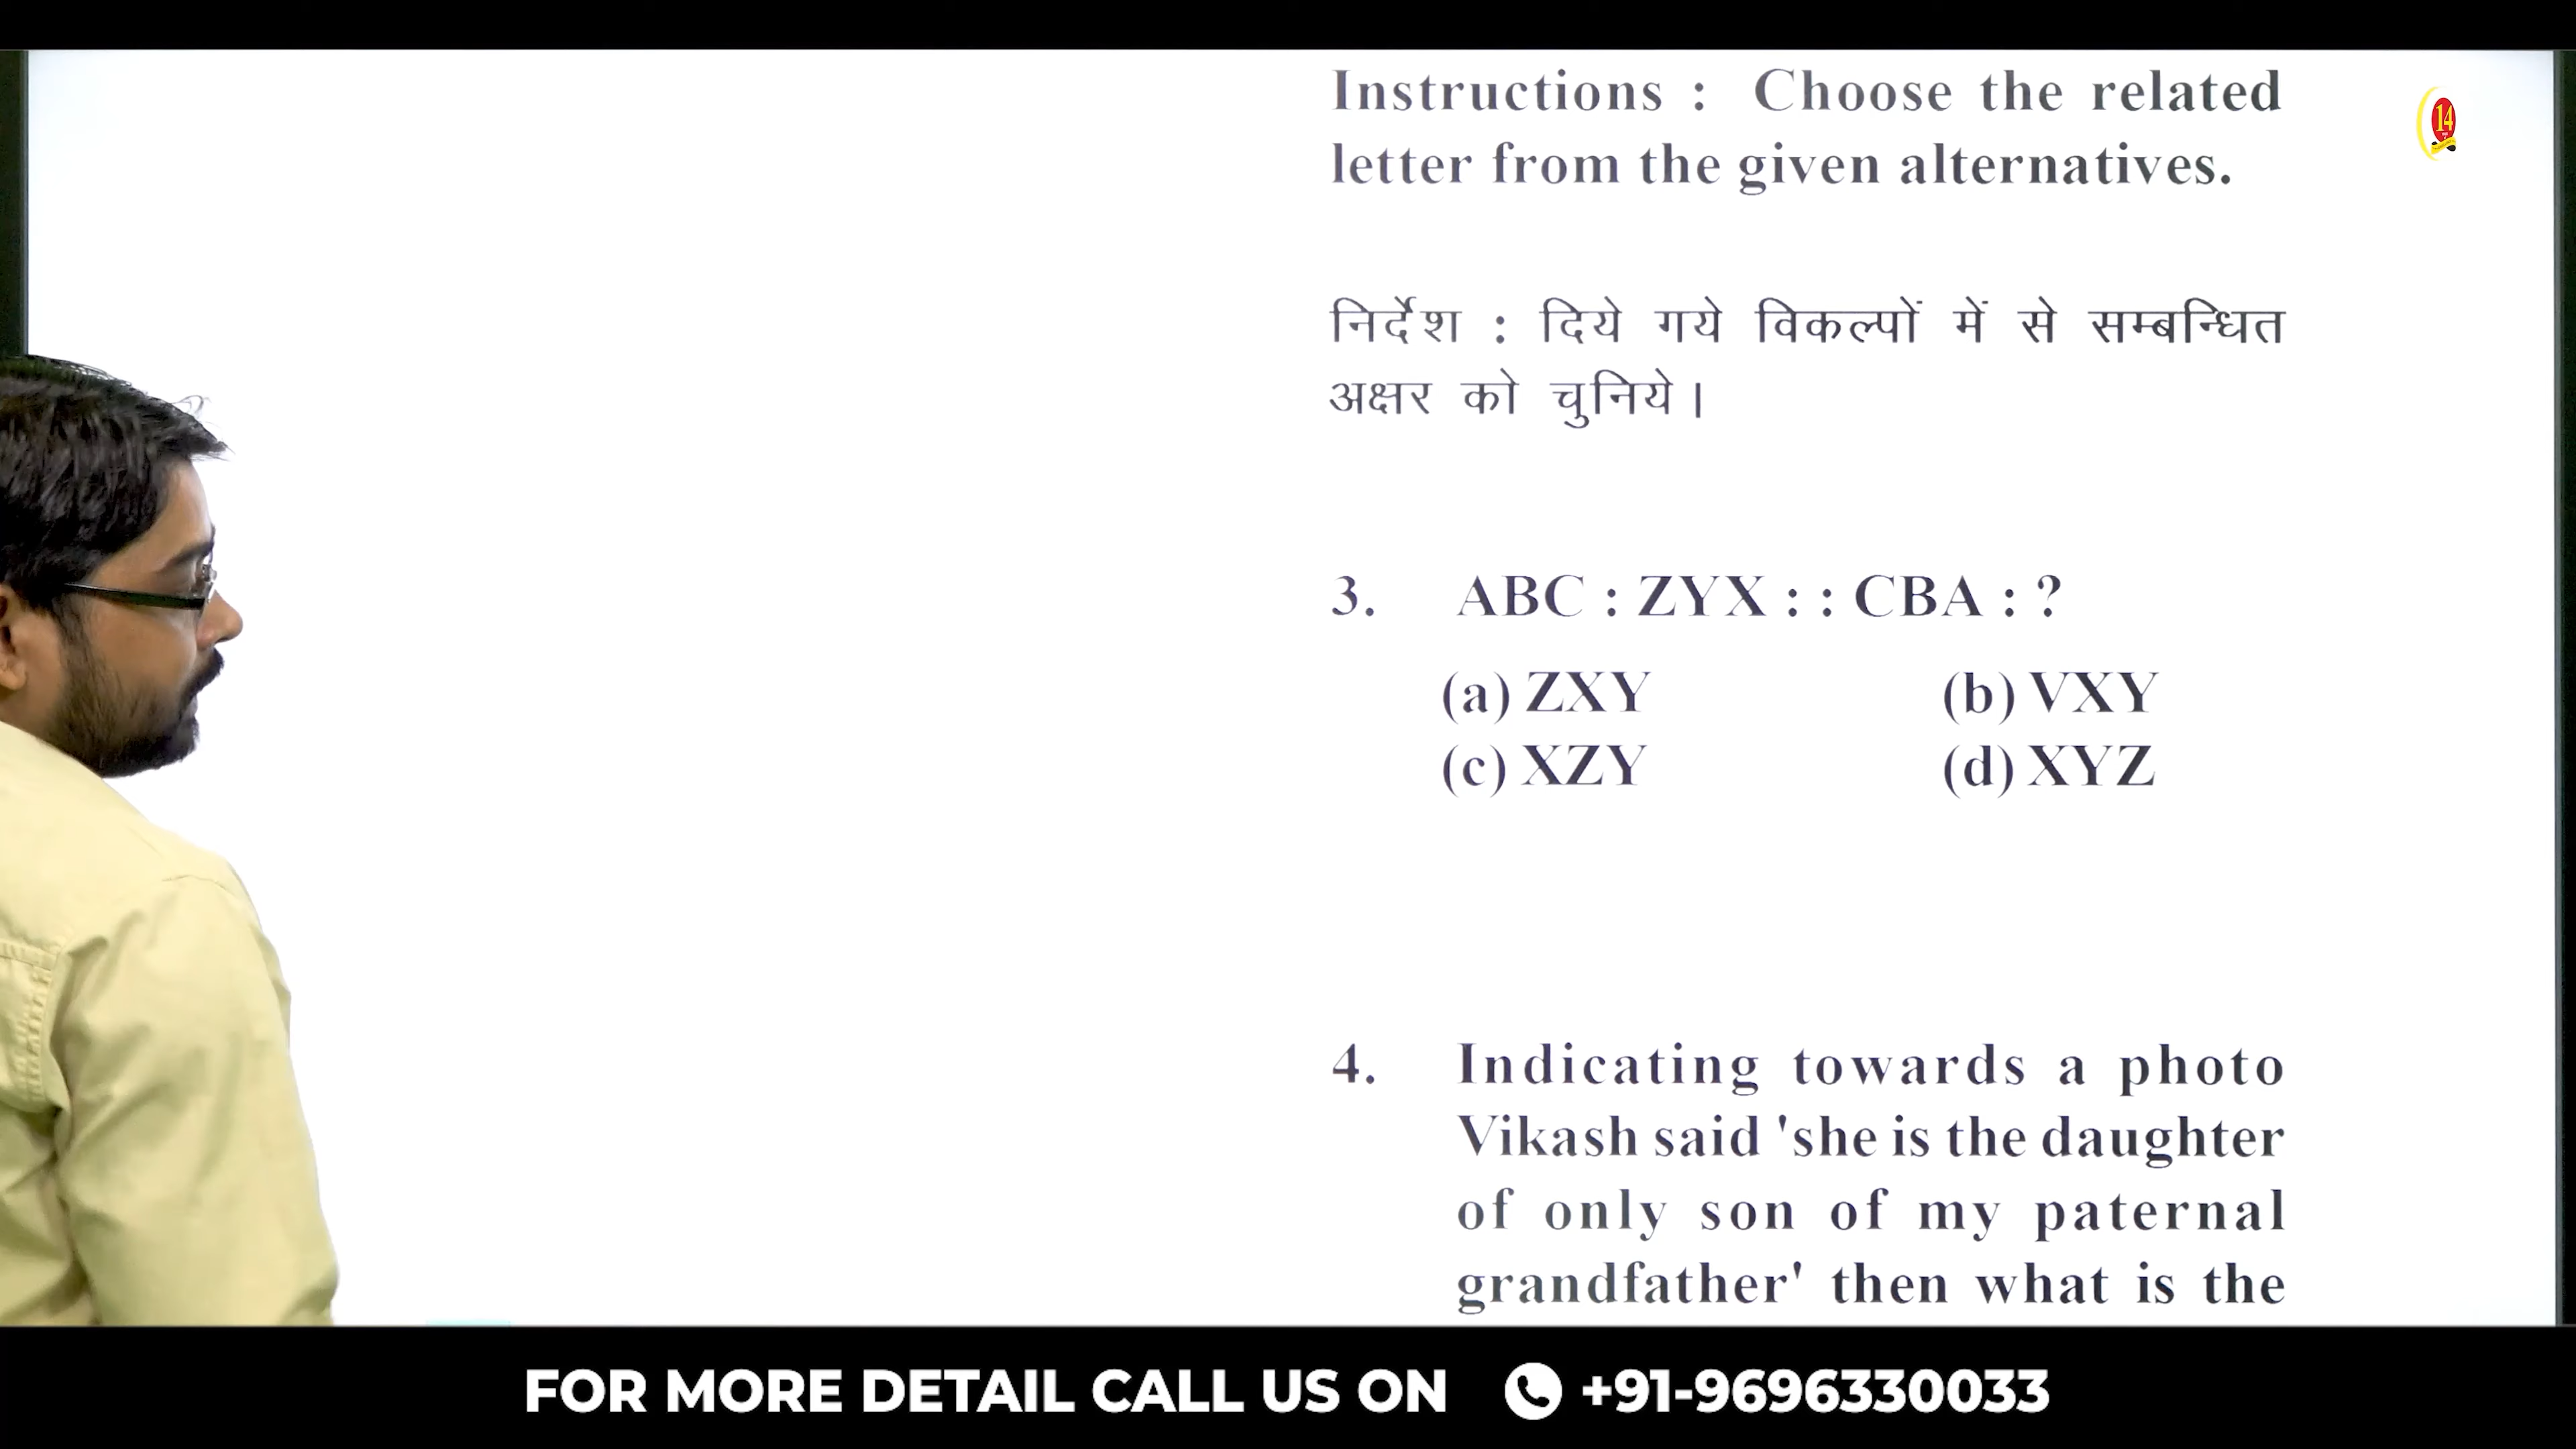 Instructions : Choose the related
letter from the given alternatives.
14
निर्देश : दिये गये विकल्पों में से सम्बन्धित
अक्षर को चुनिये।
3. ABC : ZYX : : CBA : ?
(a) ZXY (b) VXY
(c) XZY (d) XYZ
4. Indicating towards a photo
Vikash said 'she is the daughter
of only son of my paternal
grandfather' then what is the
FOR MORE DETAIL CALL US ON +91-9696330033